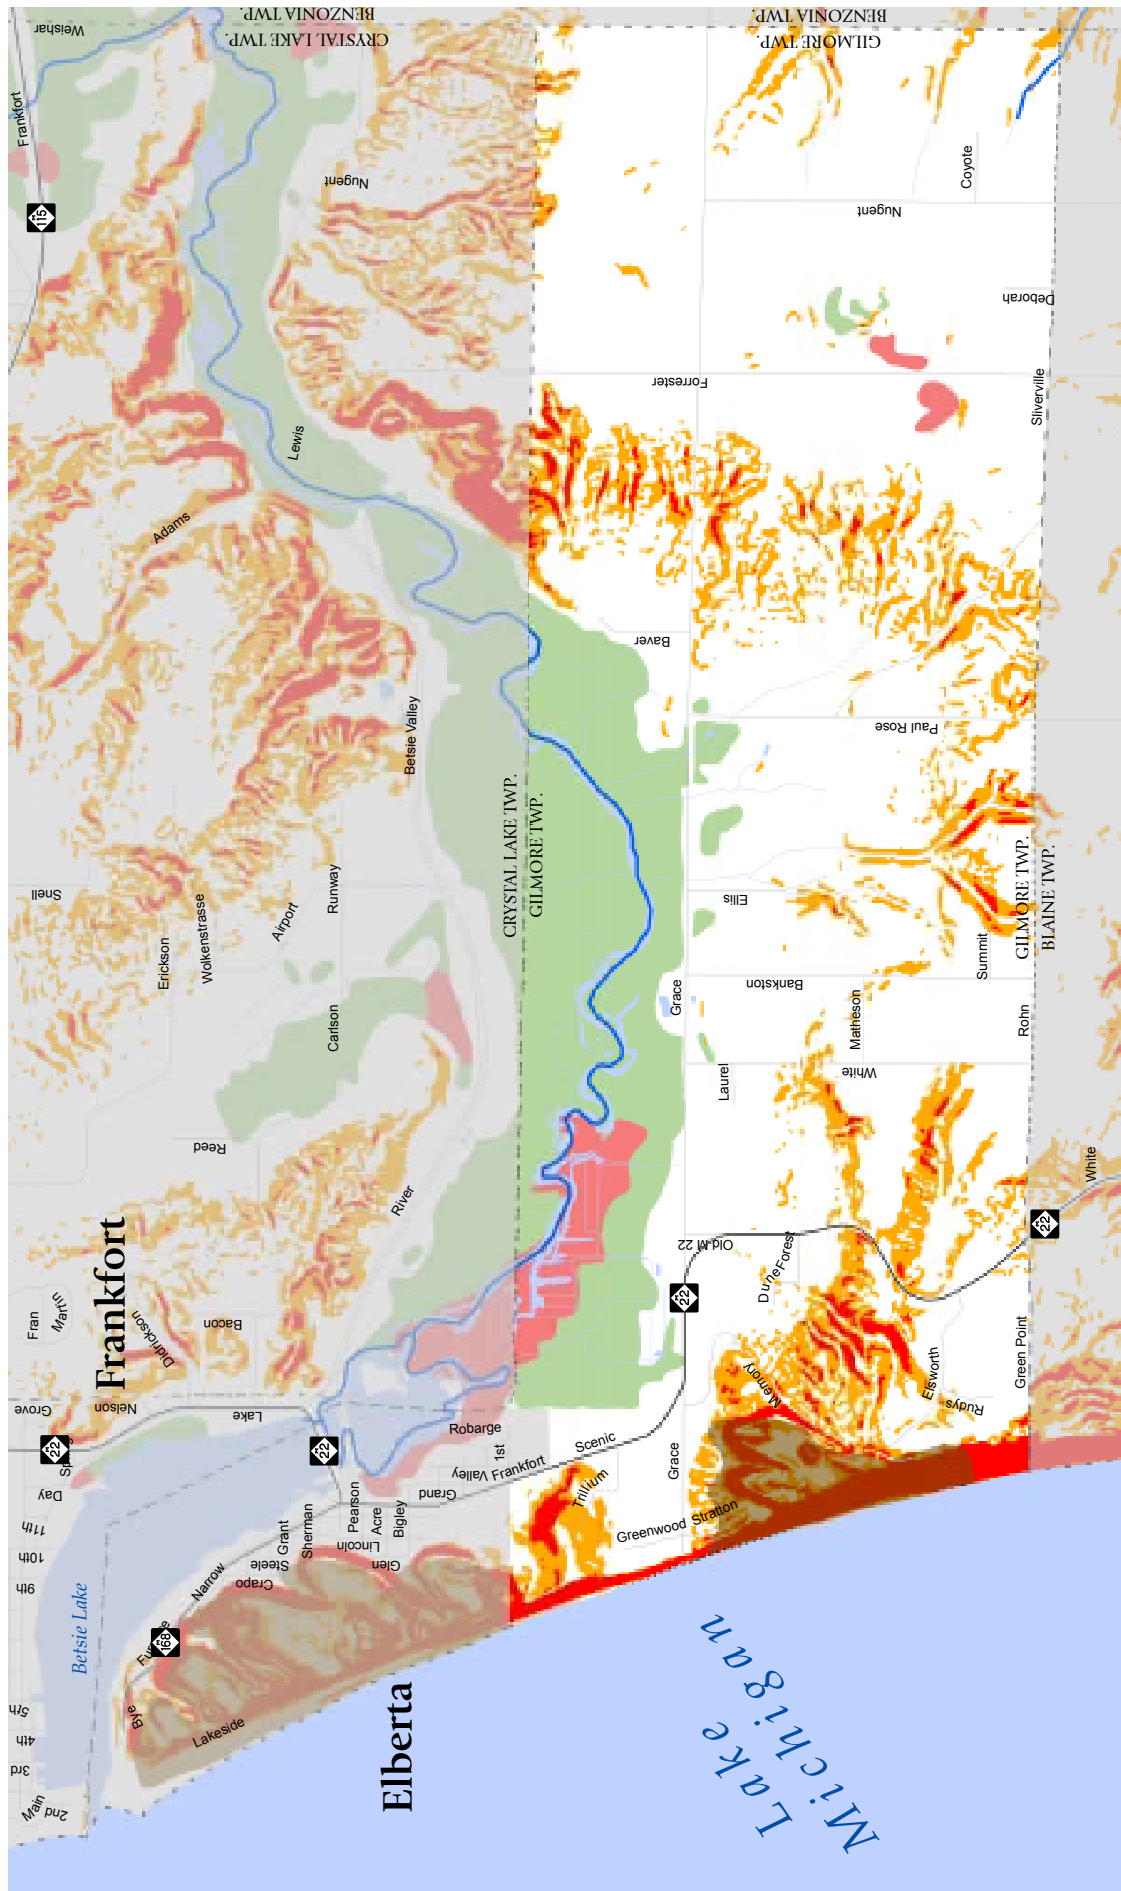 BENZONIA TWP.
CRYSTAL LAKE TWP.
BENZONIA TWP.
GILMORE TWP.
Weishar
Frankfort
115
Nugent
Coyote
Nugent
Deborah
Forrester
Sliverville
Lewis
Adams
Baver
Betsie Valley
Paul Rose
CRYSTAL LAKE TWP.
GILMORE TWP.
Snell
Runway
Wolkenstrasse
Airport
Erickson
Ellis
Summit
GILMORE TWP.
BLAINE TWP.
Carlson
Grace
Bankston
Matheson
Rohn
Laurel
White
Reed
River
White
Old M 22
22
Forest
Dune
22
Frankfort
Fran
Martin
Didrickson
Bacon
Memory
Elsworth
Rudys
Green Point
Grove
Nelson
Lake
22
22
Robarge
1st
Scenic
Frankfort
Valley
Grand
Grace
Trillium
Stratton
Greenwood
Day
11th
10th
9th
Pearson
Acre
Bigley
Lincoln
Glen
Sherman
Grant
Steele
Crapo
Narrow
168
Betsie Lake
Bye
Lakeside
5th
4th
3rd
2nd
Main
Elberta
Lake
Michigan